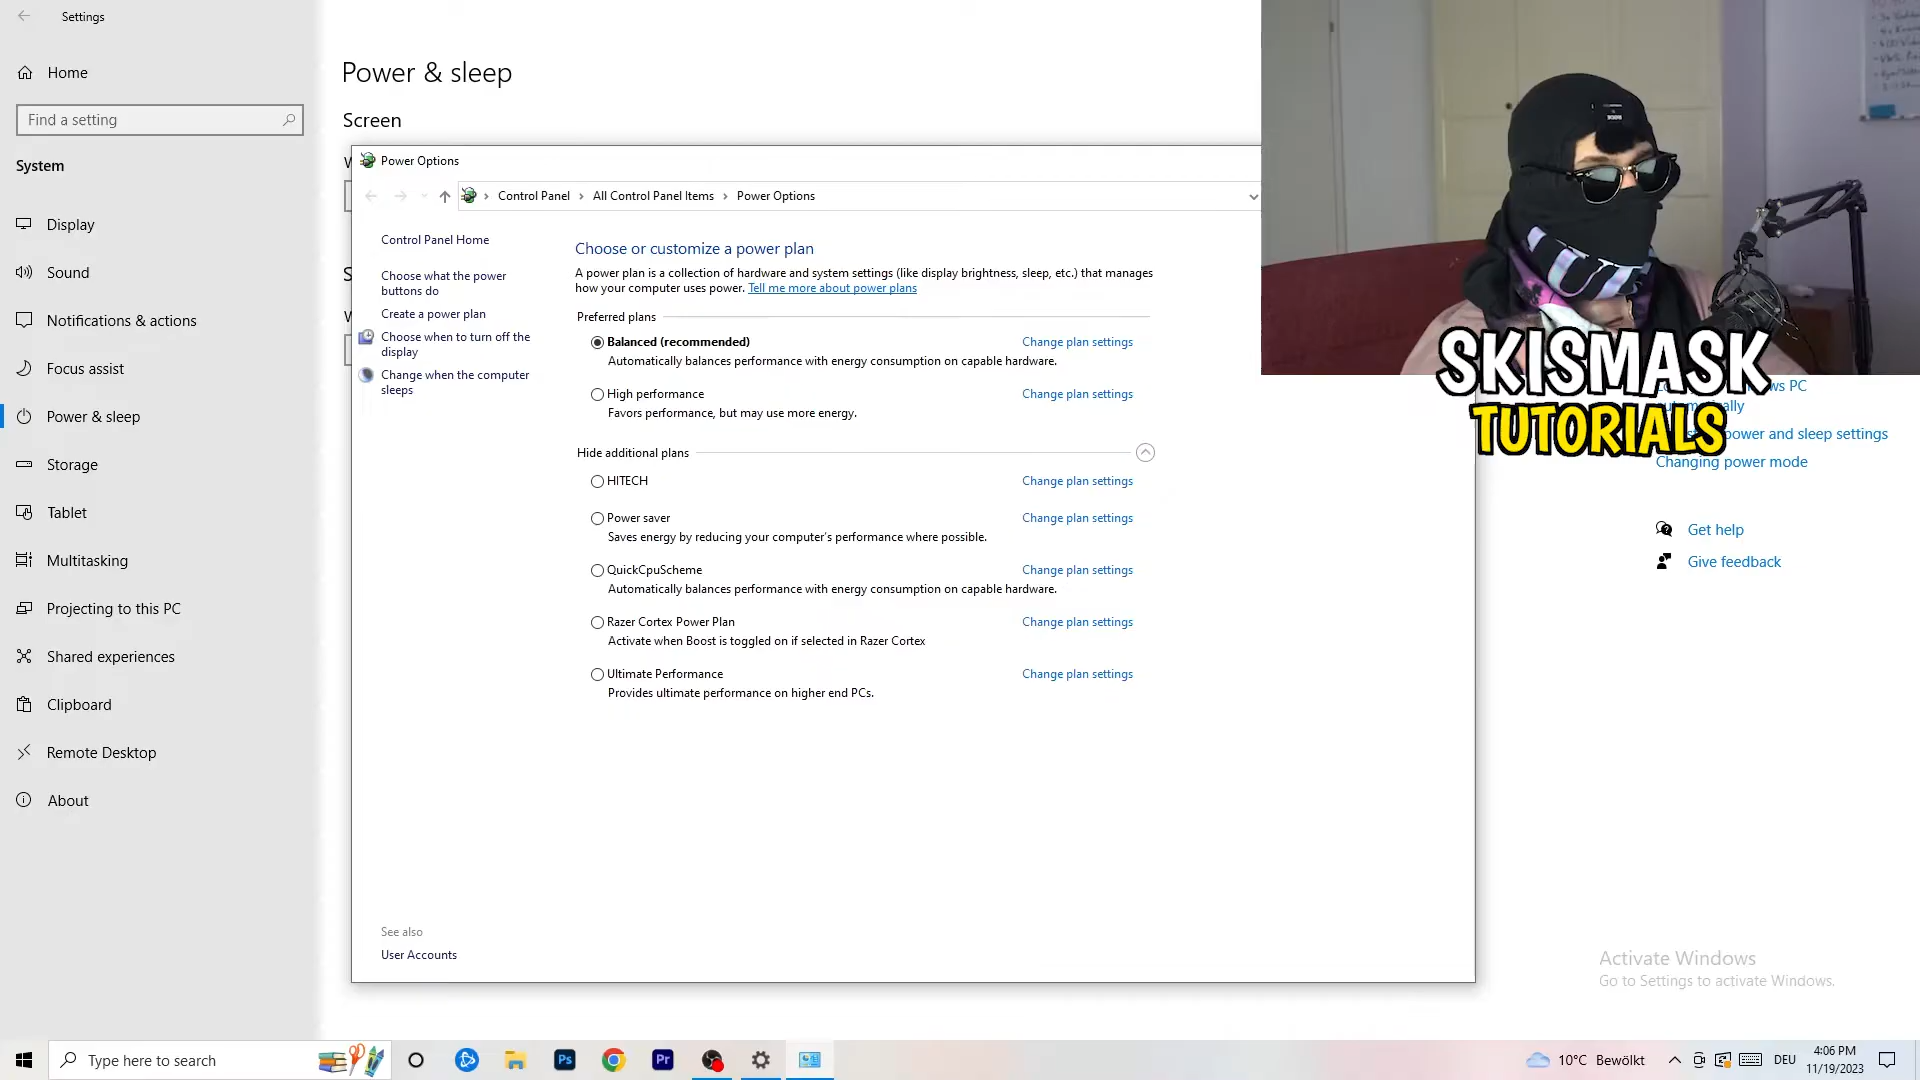 Settings
Home
Find a setting
System
Display
Sound
Notifications & actions
Focus assist
Power & sleep
Storage
Tablet
Multitasking
Projecting to this PC
Shared experiences
Clipboard
Remote Desktop
About
Power & sleep
Screen
Power Options
Control Panel › All Control Panel Items › Power Options
Control Panel Home
Choose what the power
buttons do
Create a power plan
Choose when to turn off the
display
Change when the computer
sleeps
See also
User Accounts
Choose or customize a power plan
A power plan is a collection of hardware and system settings (like display brightness, sleep, etc.) that manages
how your computer uses power. Tell me more about power plans
Preferred plans
Balanced (recommended) Change plan settings
Automatically balances performance with energy consumption on capable hardware.
High performance Change plan settings
Favors performance, but may use more energy.
Hide additional plans
HITECH Change plan settings
Power saver Change plan settings
Saves energy by reducing your computer's performance where possible.
QuickCpuScheme Change plan settings
Automatically balances performance with energy consumption on capable hardware.
Razer Cortex Power Plan Change plan settings
Activate when Boost is toggled on if selected in Razer Cortex
Ultimate Performance Change plan settings
Provides ultimate performance on higher end PCs.
SKISMASK
TUTORIALS
PC
power and sleep settings
Changing power mode
Get help
Give feedback
Activate Windows
Go to Settings to activate Windows.
Type here to search
Ps
Pr
10°C Bewölkt
DEU
4:06 PM
11/19/2023